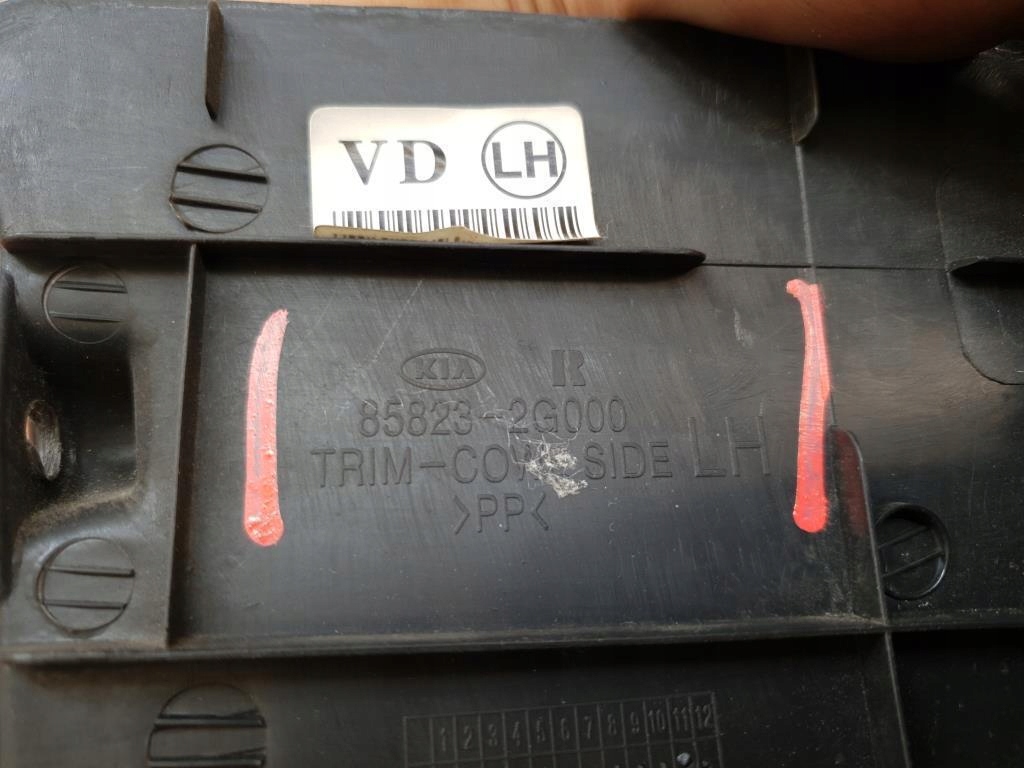 VD LH
KIA R
85823-2G000
TRIM-COWL SIDE LH
>PP<
1 2 3 4 5 6 7 8 9 10 11 12